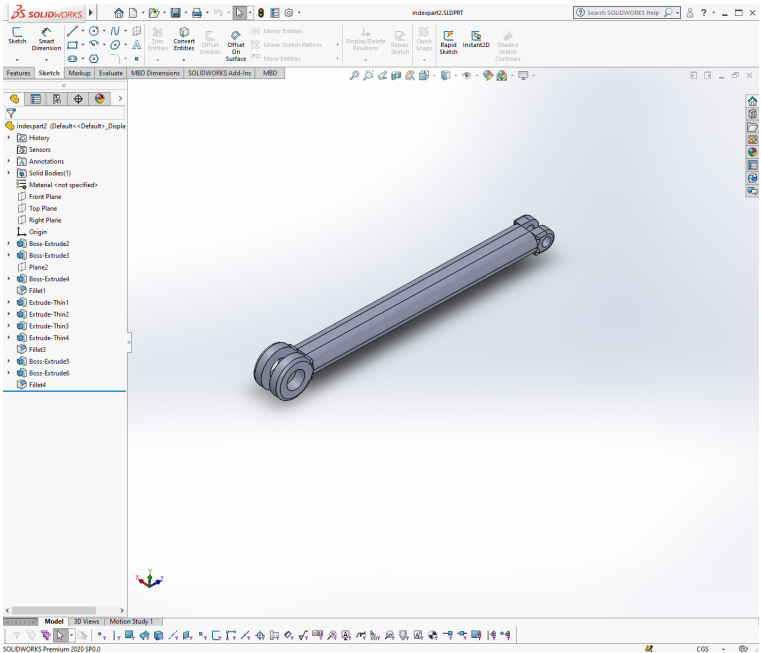 SOLIDWORKS
indexpart2.SLDPRT
Search SOLIDWORKS Help
?
Sketch
Smart Dimension
Trim Entities
Convert Entities
Offset Entities
Offset On Surface
Mirror Entities
Linear Sketch Pattern
Move Entities
Display/Delete Relations
Repair Sketch
Quick Snaps
Rapid Sketch
Instant2D
Shaded Sketch Contours
Features
Sketch
Markup
Evaluate
MBD Dimensions
SOLIDWORKS Add-Ins
MBD
indexpart2 (Default<<Default>_Displa
History
Sensors
Annotations
Solid Bodies(1)
Material <not specified>
Front Plane
Top Plane
Right Plane
Origin
Boss-Extrude2
Boss-Extrude3
Plane2
Boss-Extrude4
Fillet1
Extrude-Thin1
Extrude-Thin2
Extrude-Thin3
Extrude-Thin4
Fillet3
Boss-Extrude5
Boss-Extrude6
Fillet4
Y
X
Z
Model
3D Views
Motion Study 1
SOLIDWORKS Premium 2020 SP0.0
CGS